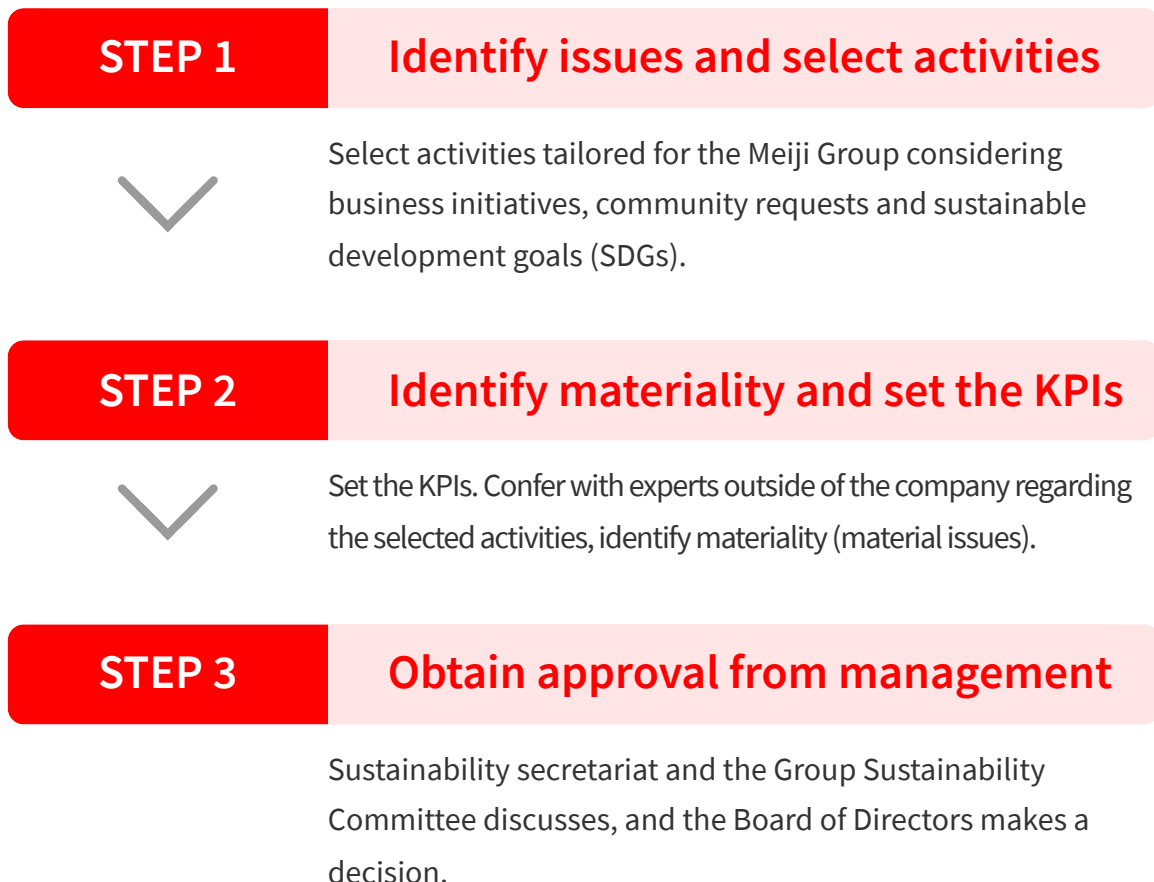 STEP 1
Identify issues and select activities
Select activities tailored for the Meiji Group considering
business initiatives, community requests and sustainable
development goals (SDGs).
STEP 2
Identify materiality and set the KPIs
Set the KPIs. Confer with experts outside of the company regarding
the selected activities, identify materiality (material issues).
STEP 3
Obtain approval from management
Sustainability secretariat and the Group Sustainability
Committee discusses, and the Board of Directors makes a
decision.